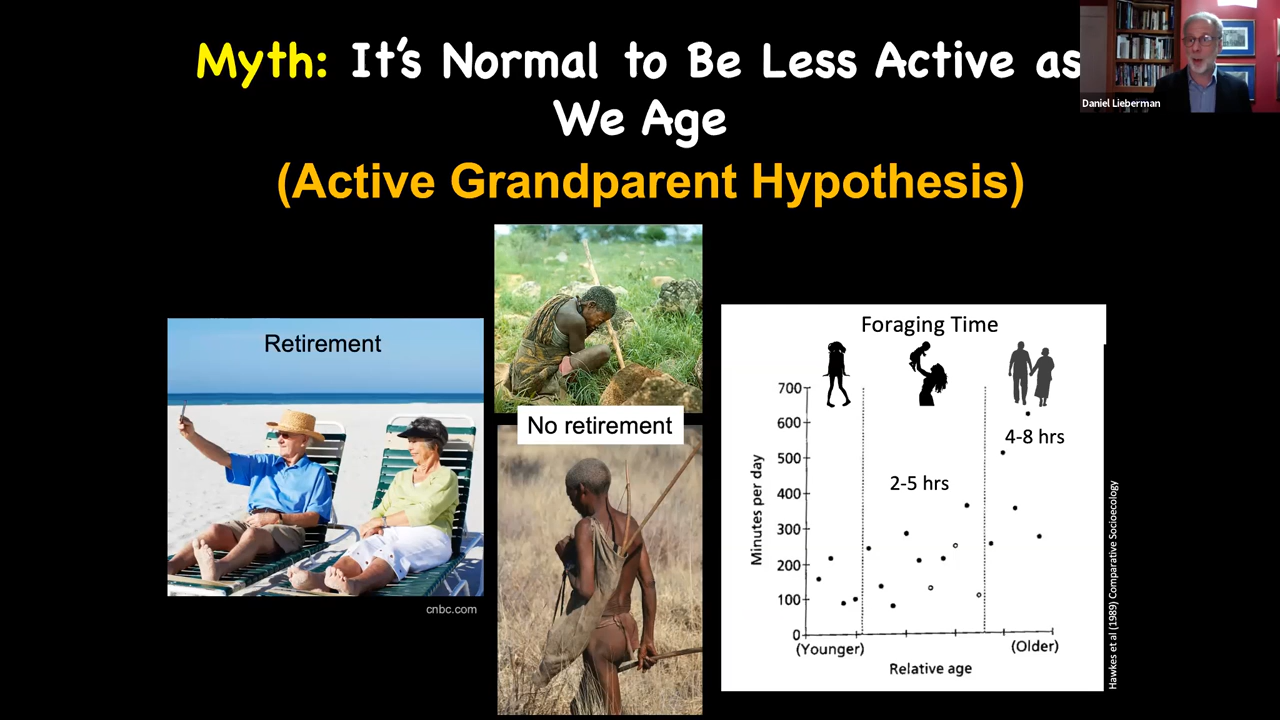 Myth: It's Normal to Be Less Active as
We Age
(Active Grandparent Hypothesis)
Daniel Lieberman
Retirement
cnbc.com
No retirement
Foraging Time
700
600
500
400
300
200
100
0
Minutes per day
2-5 hrs
4-8 hrs
(Younger)
(Older)
Relative age
Hawkes et al (1989) Comparative Socioecology